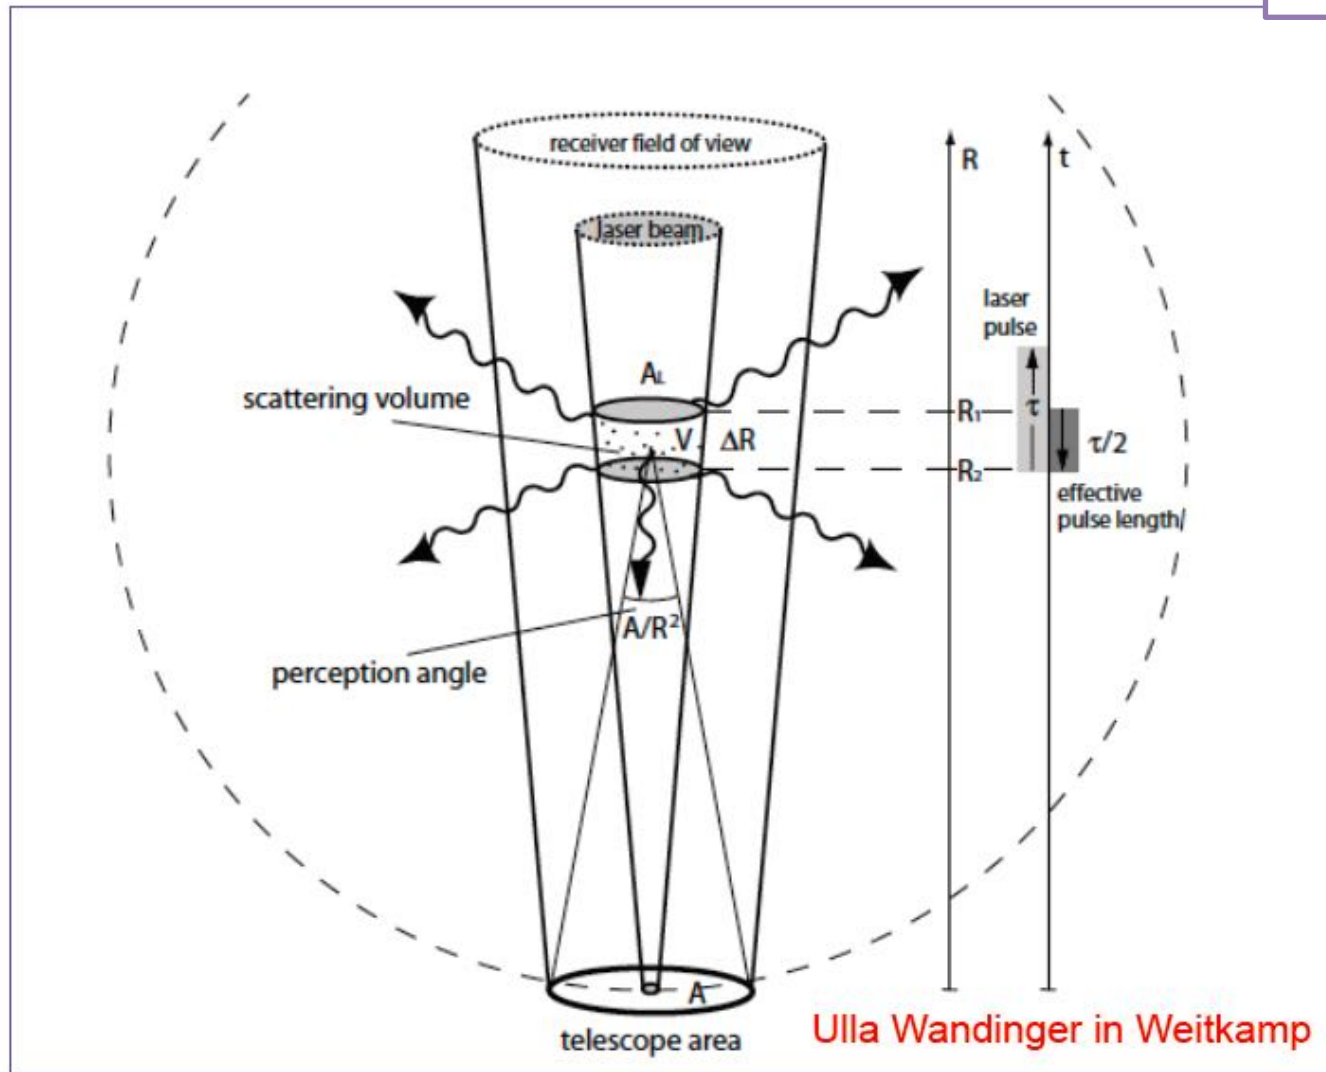 receiver field of view
R
t
laser beam
laser
pulse
Aʟ
scattering volume
R₁
τ
V
ΔR
τ/2
R₂
effective
pulse length/
A/R²
perception angle
A
telescope area
Ulla Wandinger in Weitkamp